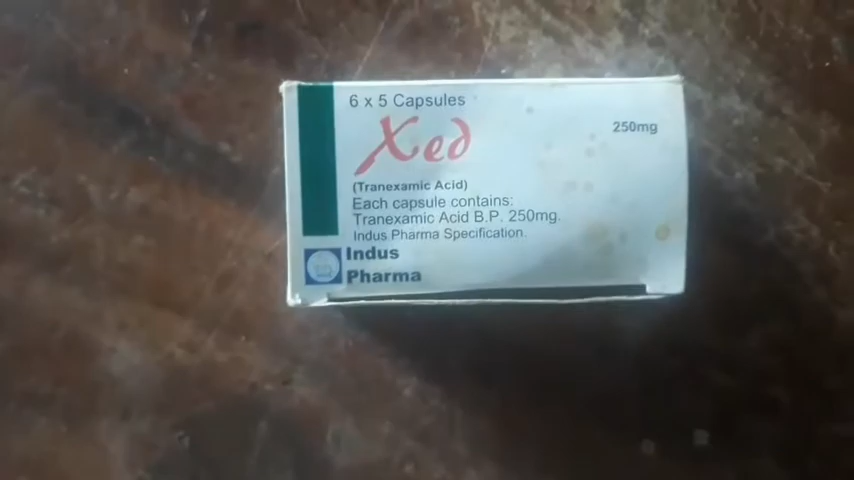 6 x 5 Capsules
Xed
250mg
(Tranexamic Acid)
Each capsule contains:
Tranexamic Acid B.P. 250mg.
Indus Pharma Specification.
Indus
Pharma